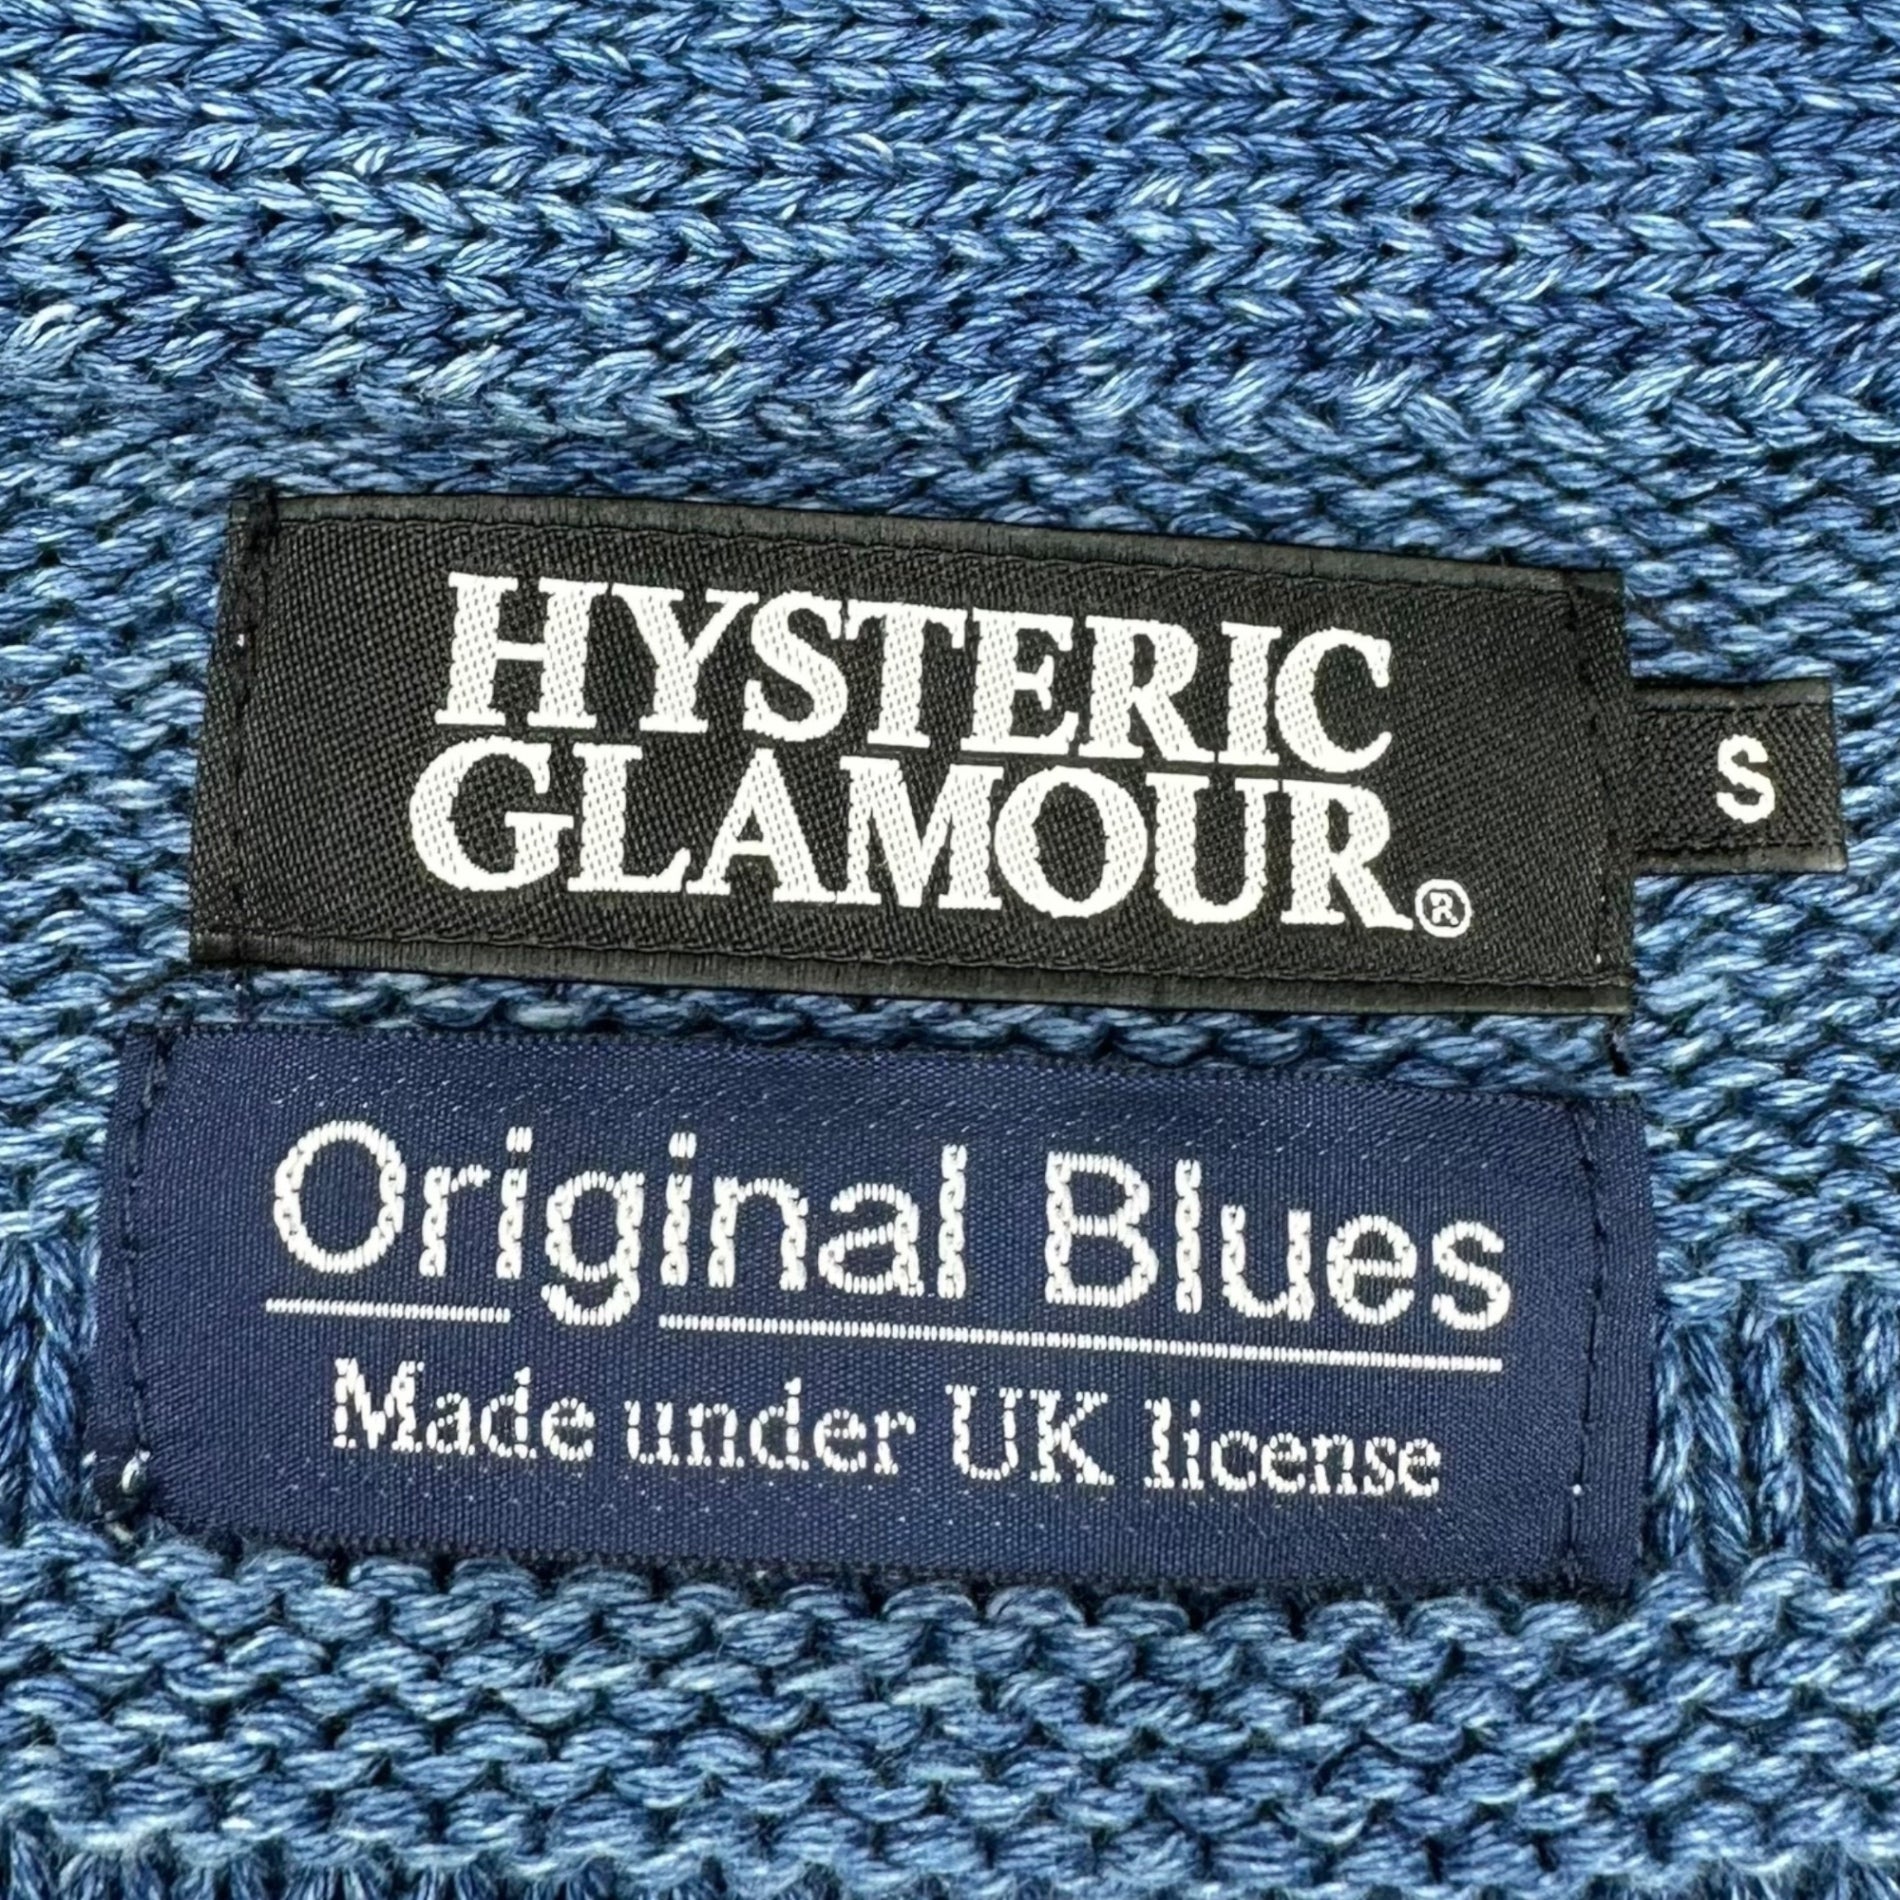 HYSTERIC
GLAMOUR®
S
Original Blues
Made under UK license